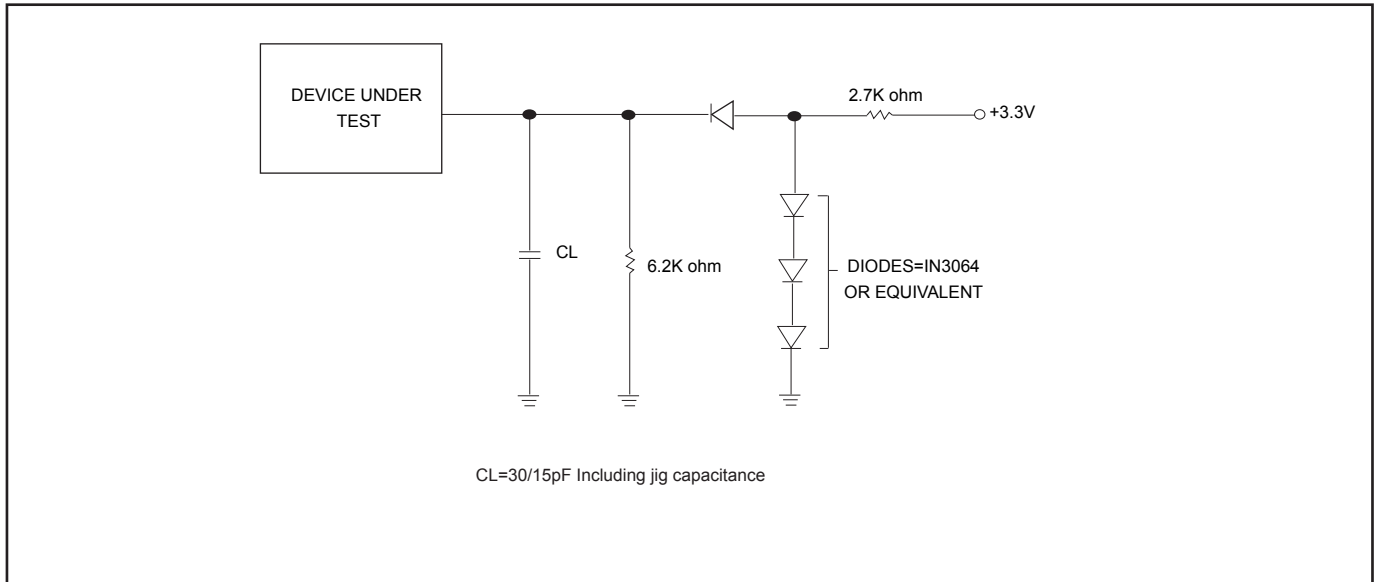 DEVICE UNDER
TEST
2.7K ohm
+3.3V
CL
6.2K ohm
DIODES=IN3064
OR EQUIVALENT
CL=30/15pF Including jig capacitance